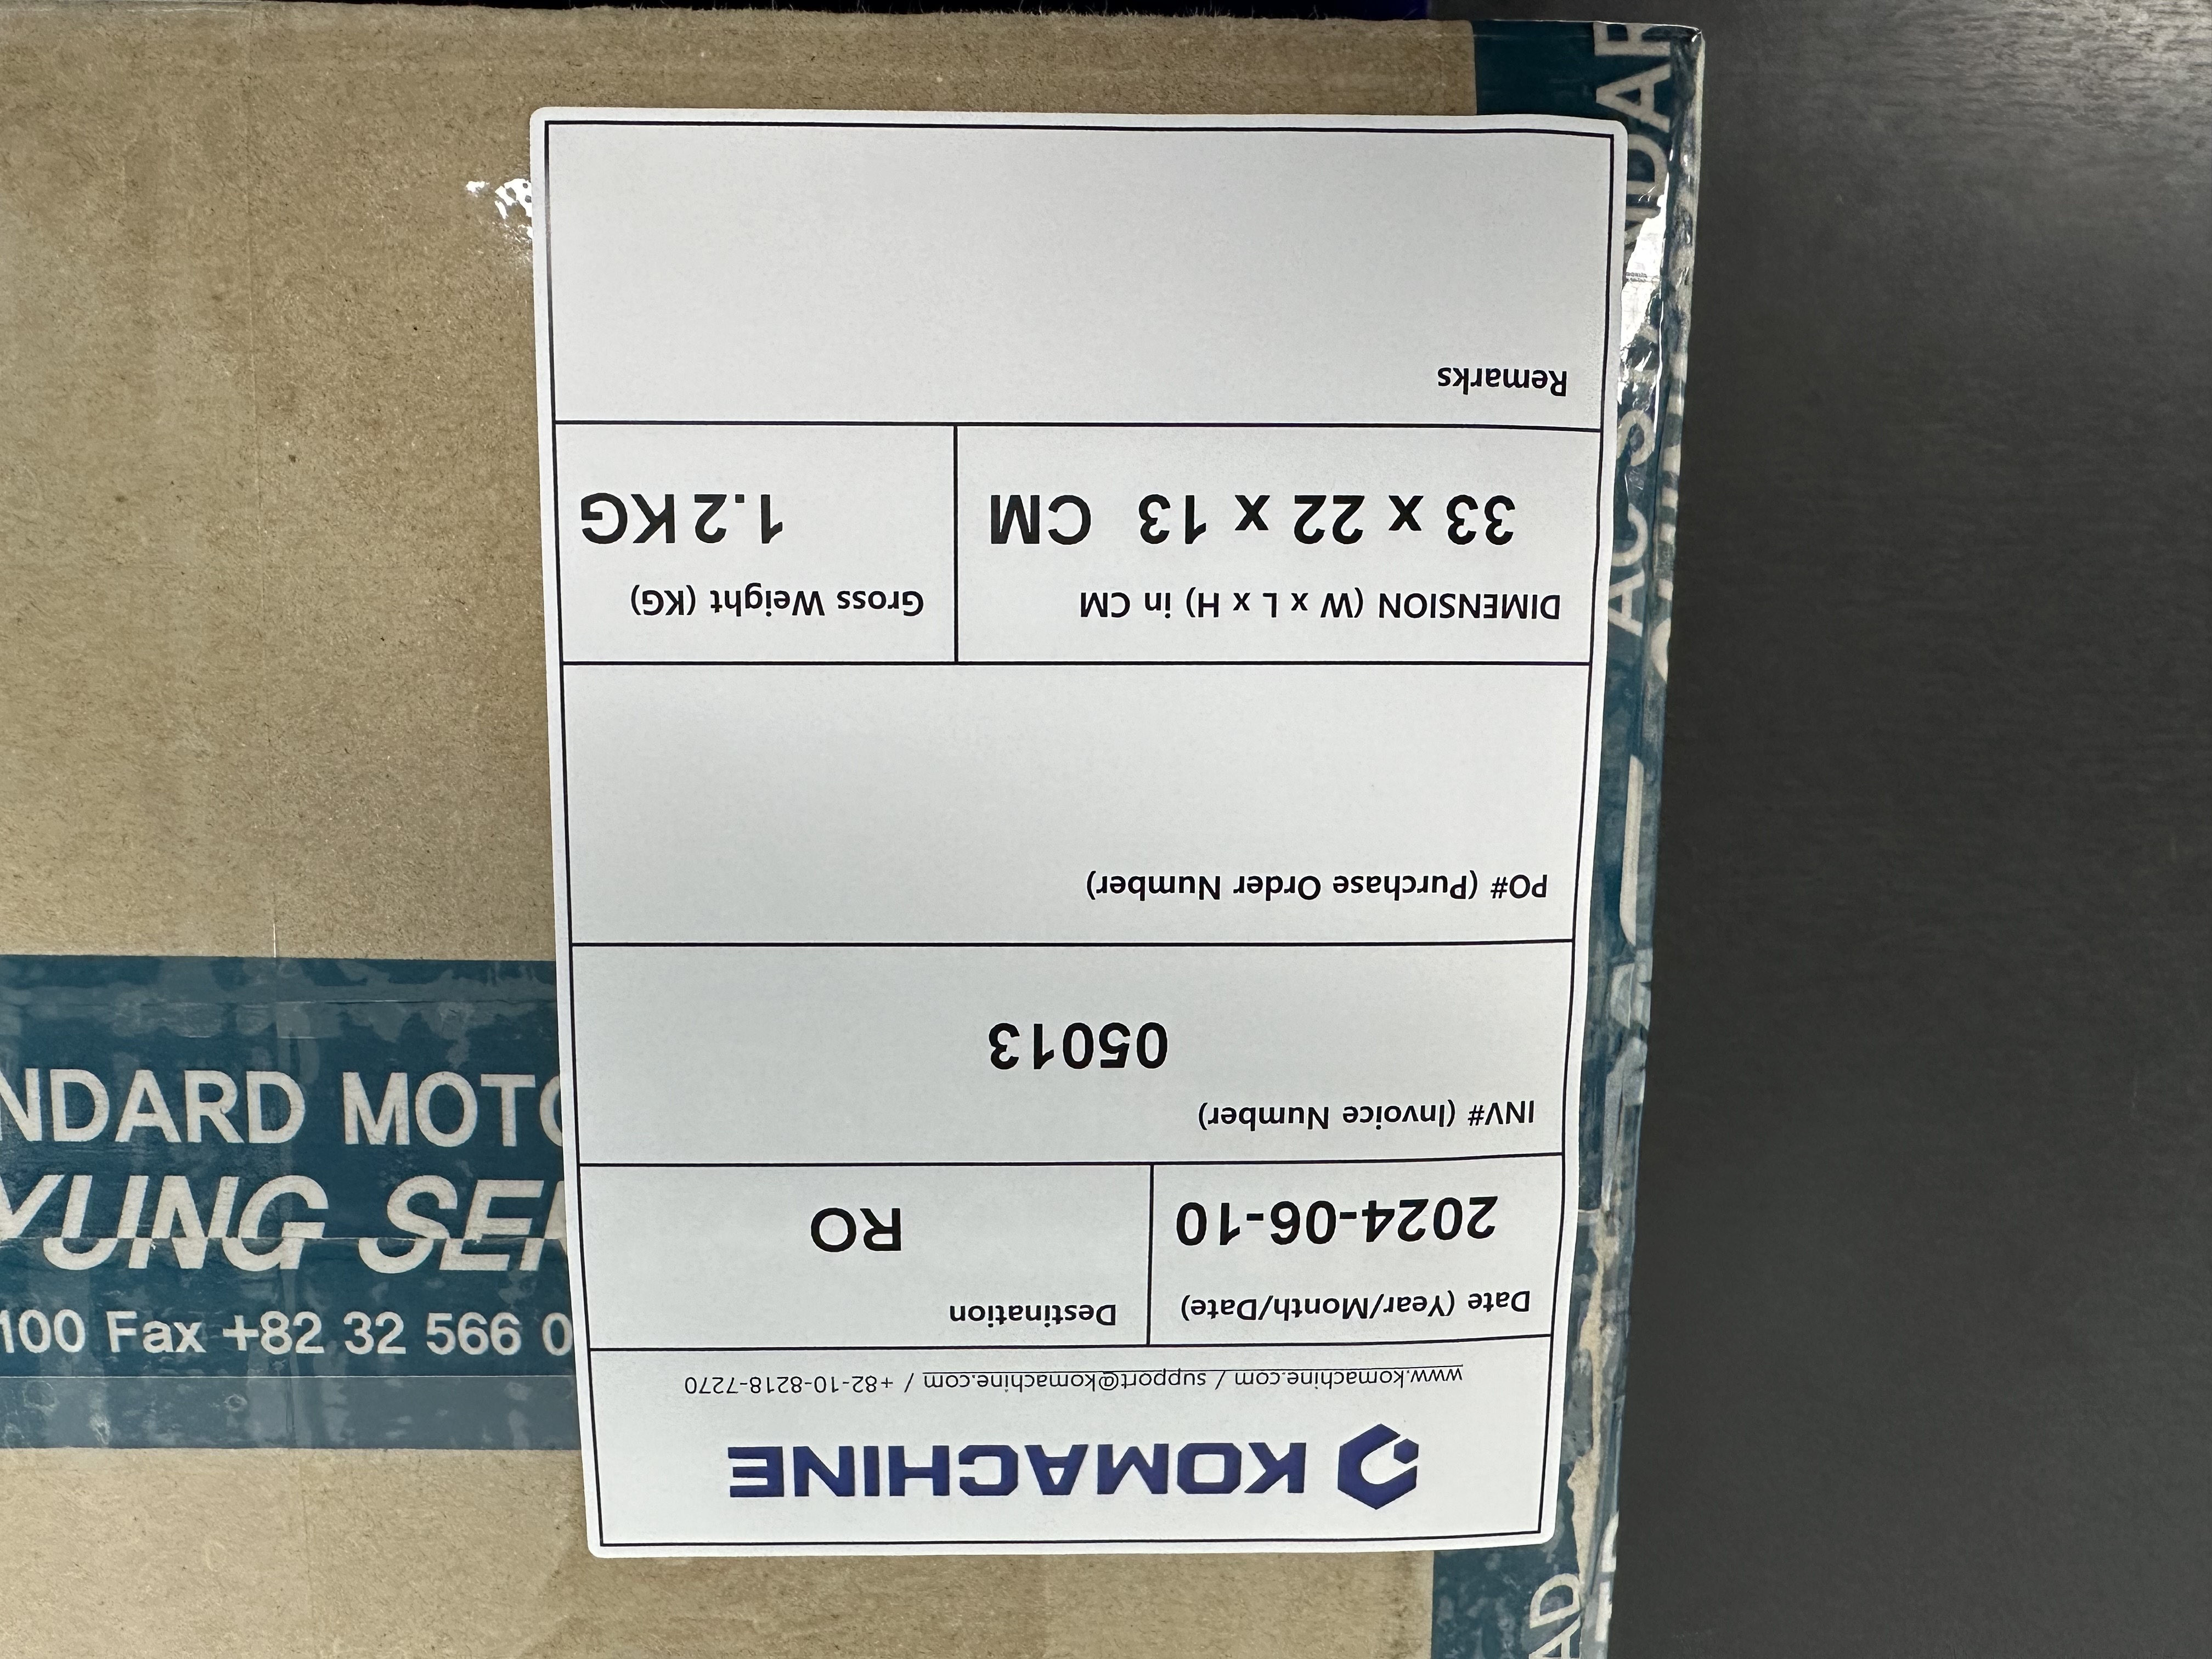 KOMACHINE
www.komachine.com / support@komachine.com / +82-10-8218-7270
Date (Year/Month/Date)
2024-06-10
Destination
RO
INV# (Invoice Number)
05013
PO# (Purchase Order Number)
DIMENSION (W x L x H) in CM
33 x 22 x 13 CM
Gross Weight (KG)
1.2 KG
Remarks
NDARD MOTO
YUNG SE
100 Fax +82 32 566 0